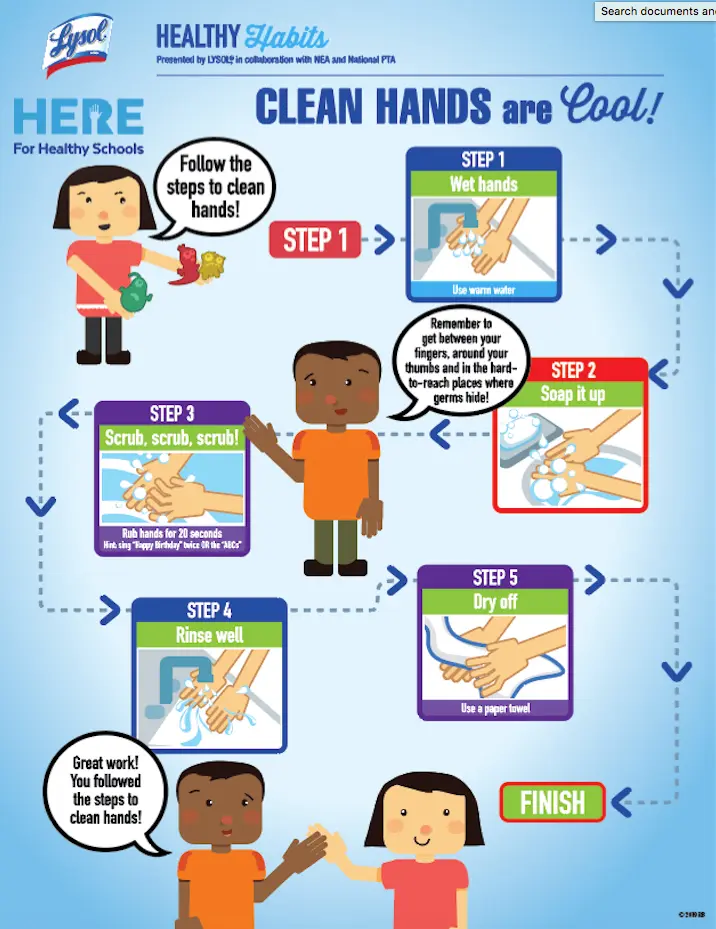 Search documents and
Lysol
HEALTHY Habits
Presented by LYSOL® in collaboration with NEA and National PTA
HERE
For Healthy Schools
CLEAN HANDS are Cool!
Follow the
steps to clean
hands!
STEP 1
STEP 1
Wet hands
Use warm water
Remember to
get between your
fingers, around your
thumbs and in the hard-
to-reach places where
germs hide!
STEP 2
Soap it up
STEP 3
Scrub, scrub, scrub!
Rub hands for 20 seconds
Hint: sing "Happy Birthday" twice OR the "ABCs"
STEP 4
Rinse well
STEP 5
Dry off
Use a paper towel
Great work!
You followed
the steps to
clean hands!
FINISH
© 2019 RB